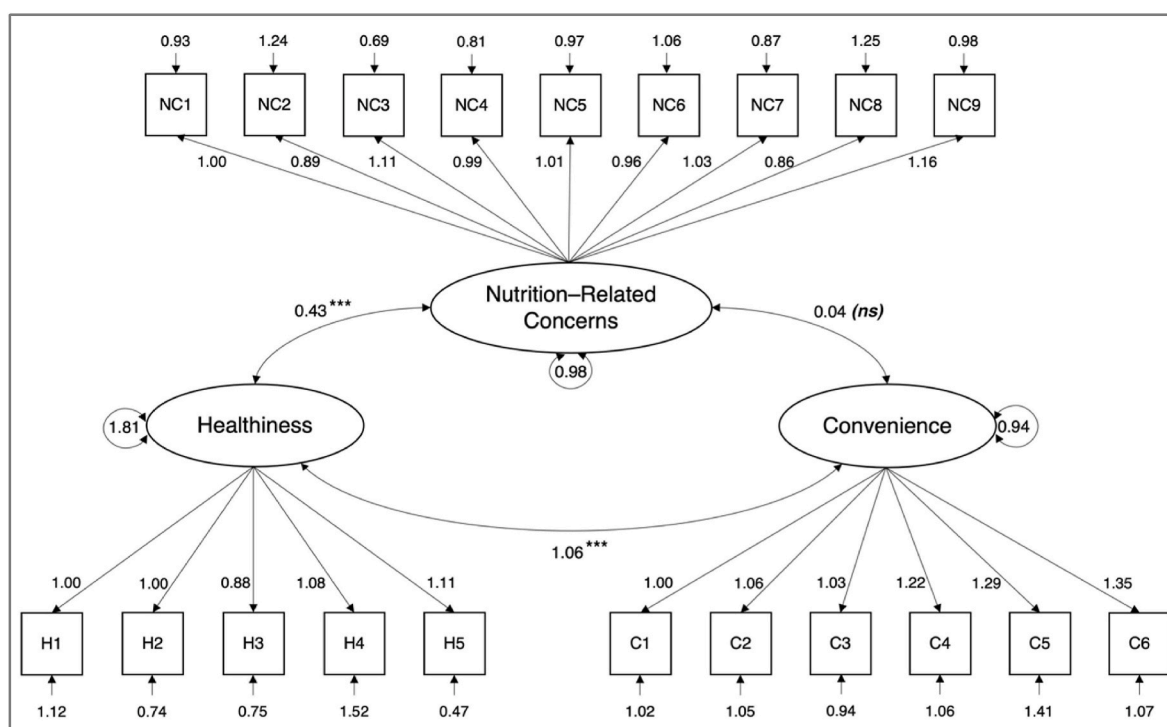 0.93 1.24 0.69 0.81 0.97 1.06 0.87 1.25 0.98
NC1 NC2 NC3 NC4 NC5 NC6 NC7 NC8 NC9
1.00 0.89 1.11 0.99 1.01 0.96 1.03 0.86 1.16
Nutrition–Related
Concerns
0.43 ***
0.04 (ns)
0.98
1.81
Healthiness
Convenience
0.94
1.06 ***
1.00 1.00 0.88 1.08 1.11
1.00 1.06 1.03 1.22 1.29 1.35
H1 H2 H3 H4 H5
C1 C2 C3 C4 C5 C6
1.12 0.74 0.75 1.52 0.47
1.02 1.05 0.94 1.06 1.41 1.07